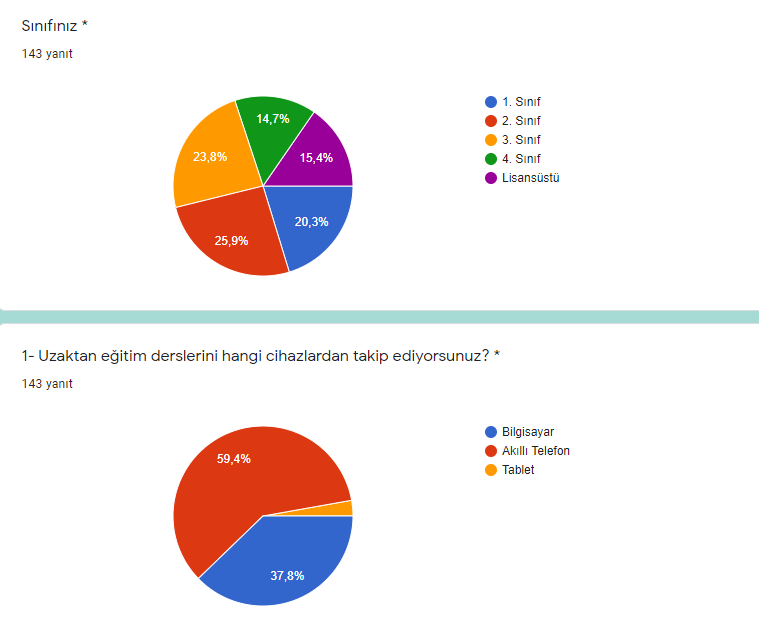 Sınıfınız *
143 yanıt
1. Sınıf
2. Sınıf
3. Sınıf
4. Sınıf
Lisansüstü
14,7%
23,8%
15,4%
20,3%
25,9%
1- Uzaktan eğitim derslerini hangi cihazlardan takip ediyorsunuz? *
143 yanıt
Bilgisayar
Akıllı Telefon
Tablet
59,4%
37,8%